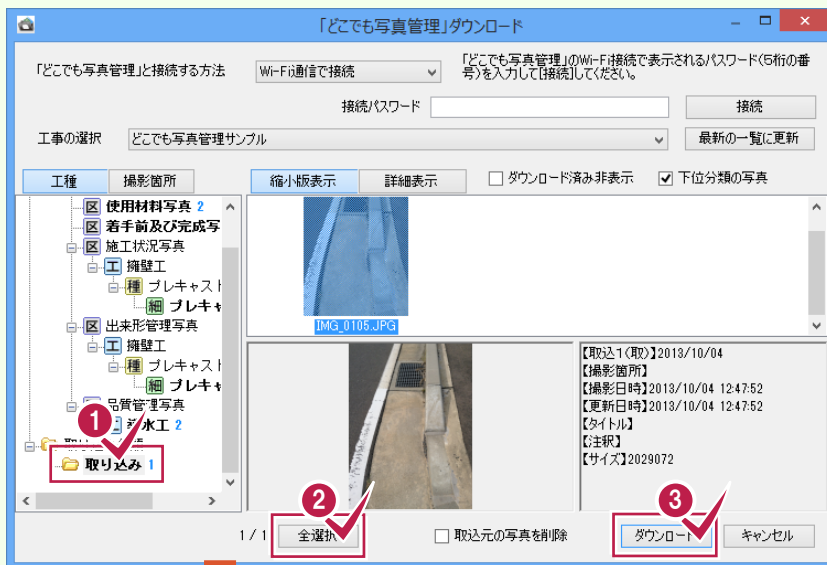 「どこでも写真管理」ダウンロード
「どこでも写真管理」と接続する方法
Wi-Fi通信で接続
「どこでも写真管理」のWi-Fi接続で表示されるパスワード(5桁の番
号)を入力して[接続]してください。
接続パスワード
接続
工事の選択
どこでも写真管理サンプル
最新の一覧に更新
工種
撮影箇所
縮小版表示
詳細表示
ダウンロード済み非表示
下位分類の写真
区 使用材料写真 2
区 着手前及び完成写
区 施工状況写真
工 擁壁工
種 プレキャスト
細 プレキャ
区 出来形管理写真
工 擁壁工
種 プレキャスト
細 プレキャ
品質管理写真
水工 2
取り込み 1
IMG_0105.JPG
【取込1(取)】2013/10/04
【撮影箇所】
【撮影日時】2013/10/04 12:47:52
【更新日時】2013/10/04 12:47:52
【タイトル】
【注釈】
【サイズ】2029072
1
2
3
1 / 1
全選択
取込元の写真を削除
ダウンロード
キャンセル